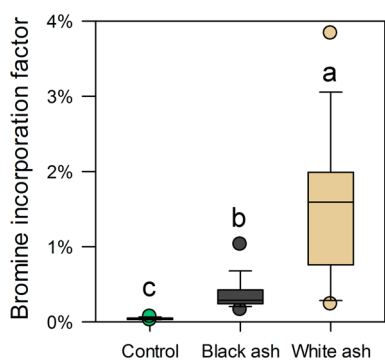 Bromine incorporation factor
4%
3%
2%
1%
0%
a
b
c
Control Black ash White ash